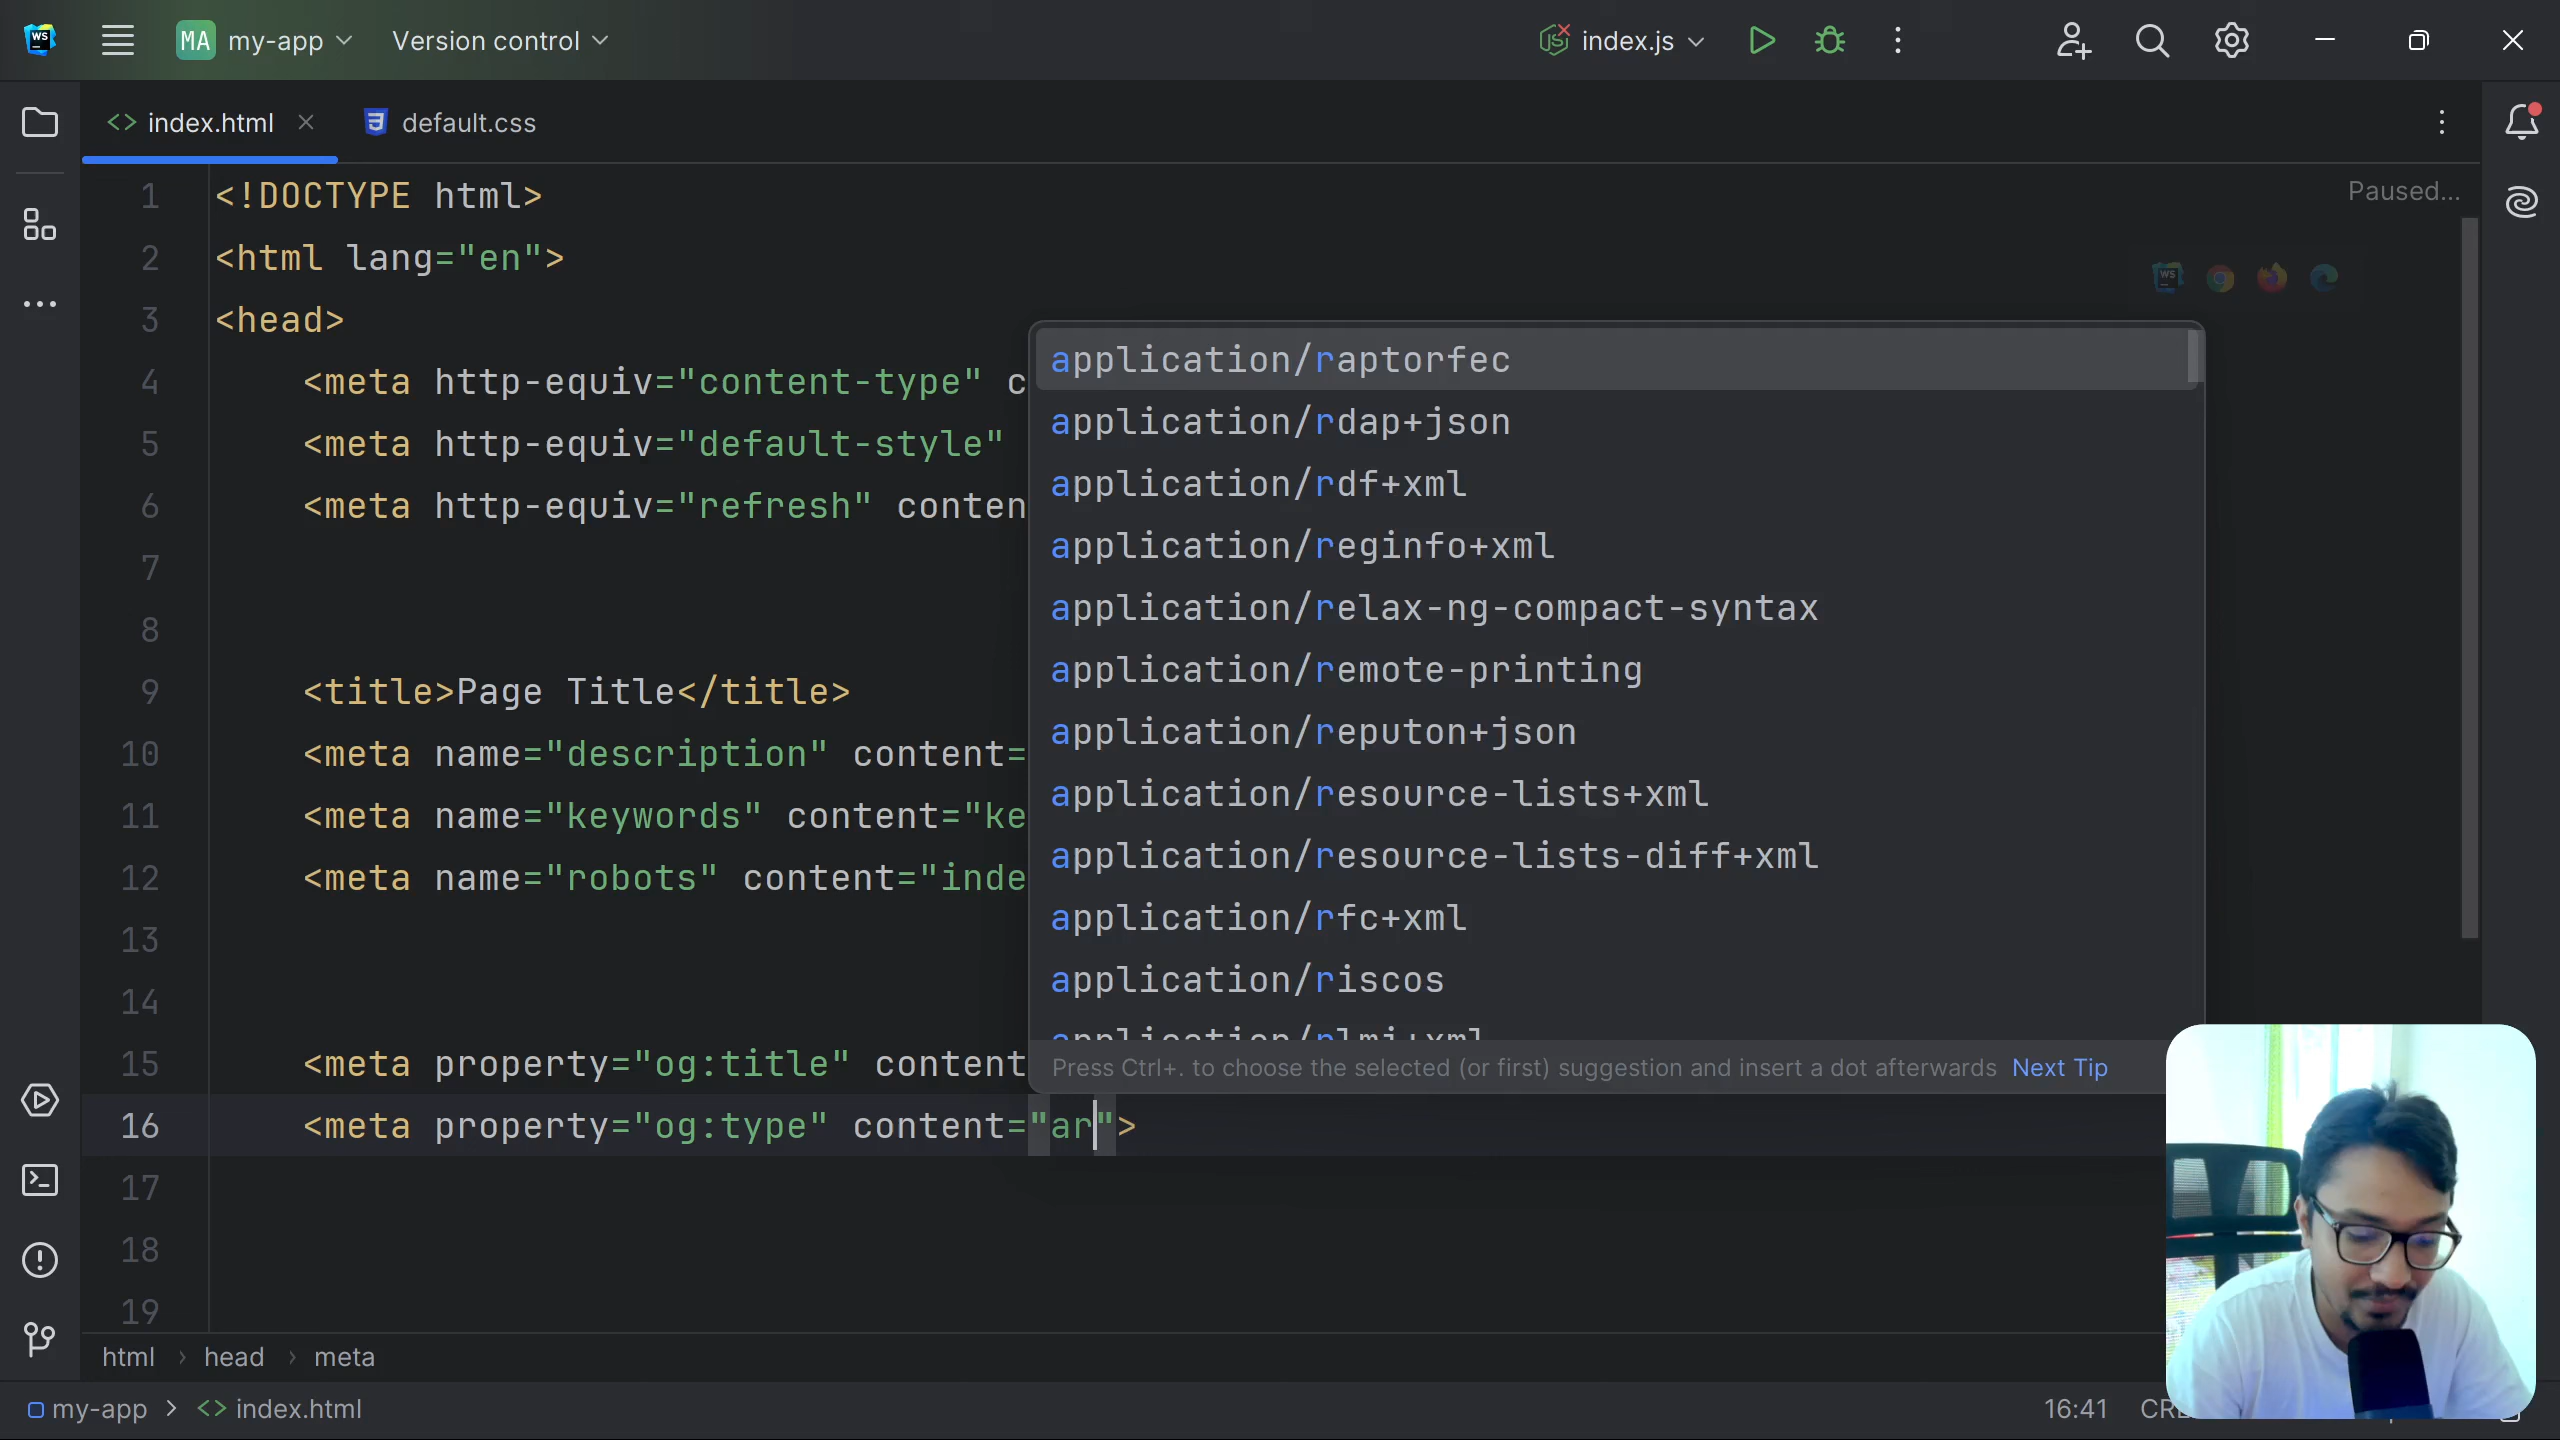 WS
MA my-app Version control index.js
index.html default.css
Paused...
1 <!DOCTYPE html>
2 <html lang="en">
3 <head>
4 <meta http-equiv="content-type" c
5 <meta http-equiv="default-style"
6 <meta http-equiv="refresh" conten
7
8
9 <title>Page Title</title>
10 <meta name="description" content=
11 <meta name="keywords" content="ke
12 <meta name="robots" content="inde
13
14
15 <meta property="og:title" content
16 <meta property="og:type" content="ar">
17
18
19
application/raptorfec
application/rdap+json
application/rdf+xml
application/reginfo+xml
application/relax-ng-compact-syntax
application/remote-printing
application/reputon+json
application/resource-lists+xml
application/resource-lists-diff+xml
application/rfc+xml
application/riscos
application/rlmi+xml
Press Ctrl+. to choose the selected (or first) suggestion and insert a dot afterwards Next Tip
html › head › meta
my-app > index.html
16:41